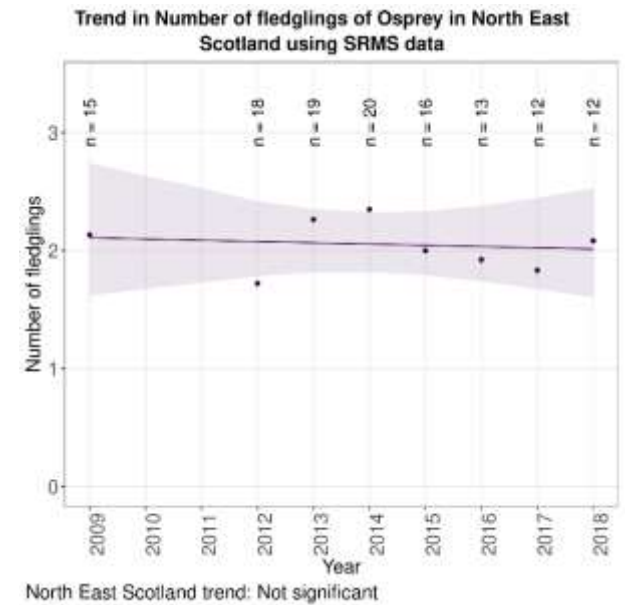 Trend in Number of fledglings of Osprey in North East
Scotland using SRMS data
n = 15
n = 18
n = 19
n = 20
n = 16
n = 13
n = 12
n = 12
3
2
1
0
Number of fledglings
2009
2010
2011
2012
2013
2014
2015
2016
2017
2018
Year
North East Scotland trend: Not significant